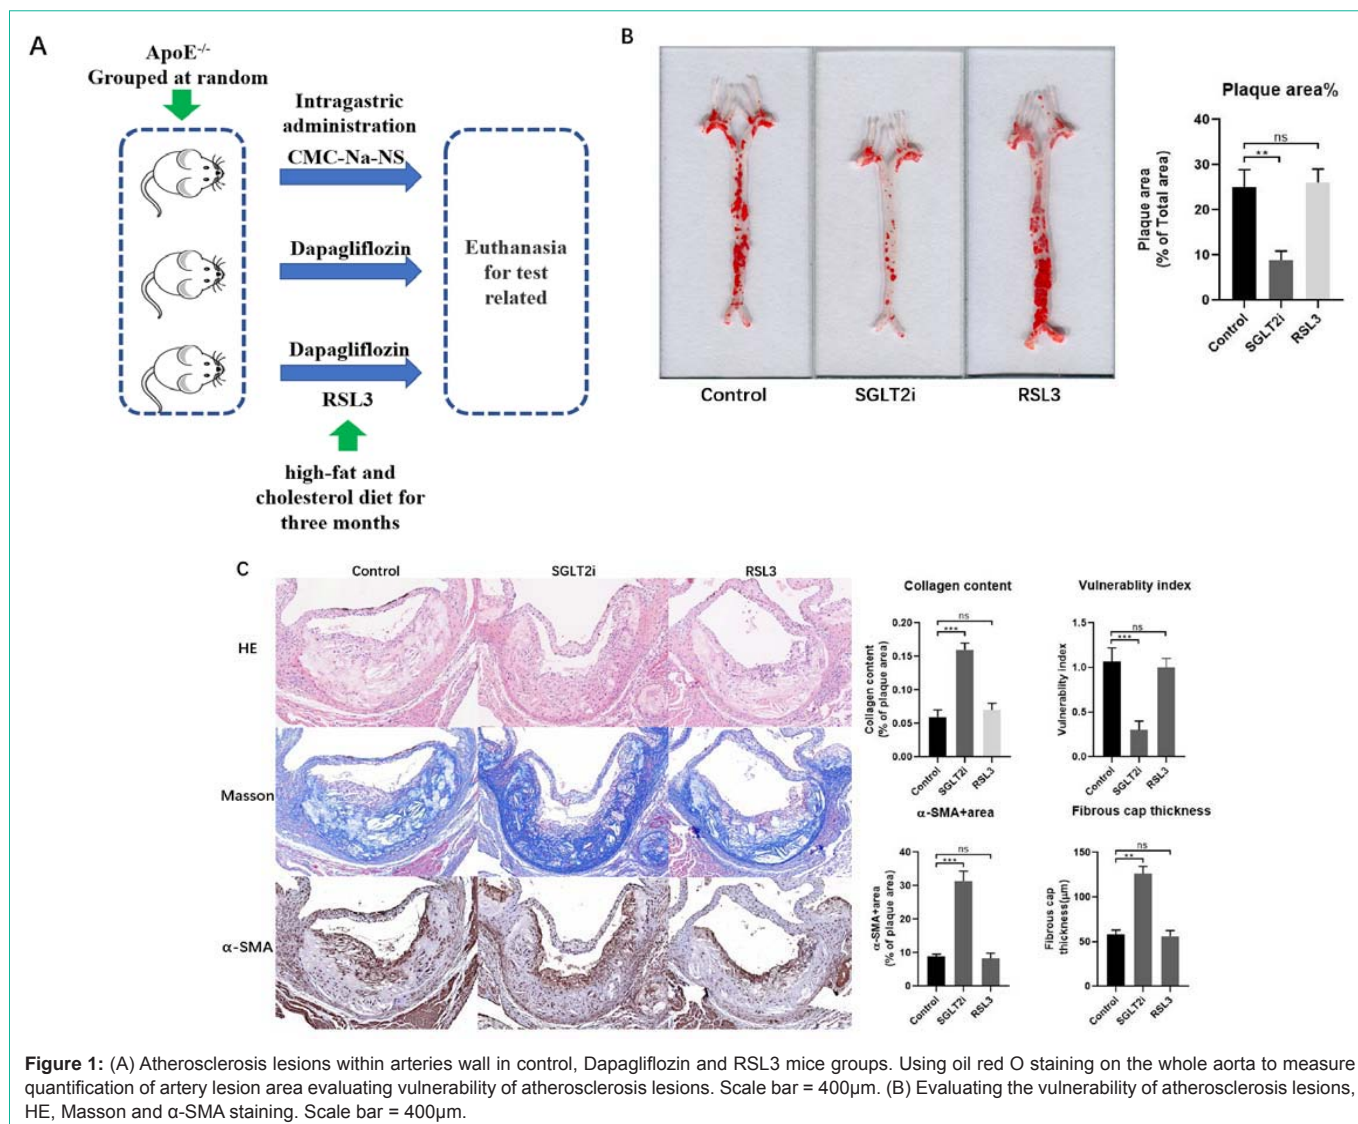 A
ApoE-/-
Grouped at random
Intragastric
administration
CMC-Na-NS
Dapagliflozin
Dapagliflozin
RSL3
high-fat and
cholesterol diet for
three months
Euthanasia
for test
related
B
Control
SGLT2i
RSL3
Plaque area%
Plaque area
(% of Total area)
40
30
20
10
0
ns
**
Control
SGLT2i
RSL3
C
Control
SGLT2i
RSL3
HE
Masson
α-SMA
Collagen content
Collagen content
(% of plaque area)
0.20
0.15
0.10
0.05
0.00
ns
***
Control
SGLT2i
RSL3
Vulnerablity index
Vulnerablity index
1.5
1.0
0.5
0.0
ns
***
Control
SGLT2i
RSL3
α-SMA+area
α-SMA+area
(% of plaque area)
40
30
20
10
0
ns
***
Control
SGLT2i
RSL3
Fibrous cap thickness
Fibrous cap
thickness(μm)
150
100
50
0
ns
**
Control
SGLT2i
RSL3
Figure 1: (A) Atherosclerosis lesions within arteries wall in control, Dapagliflozin and RSL3 mice groups. Using oil red O staining on the whole aorta to measure
quantification of artery lesion area evaluating vulnerability of atherosclerosis lesions. Scale bar = 400μm. (B) Evaluating the vulnerability of atherosclerosis lesions,
HE, Masson and α-SMA staining. Scale bar = 400μm.